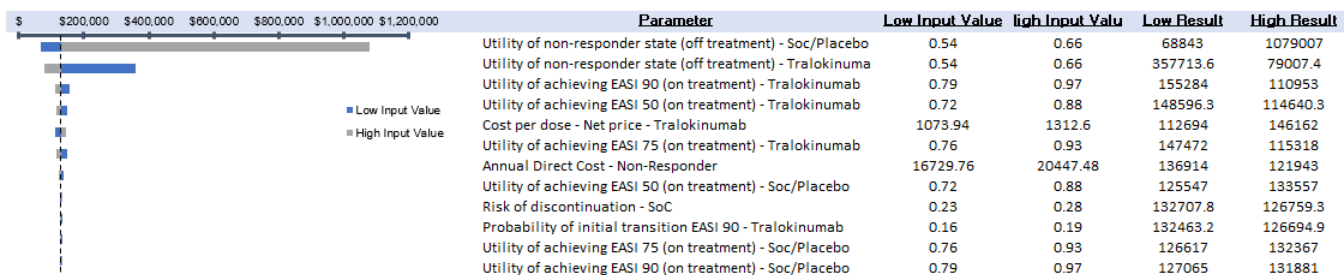 $ $200,000 $400,000 $600,000 $800,000 $1,000,000 $1,200,000
Parameter Low Input Value ligh Input Valu Low Result High Result
Utility of non-responder state (off treatment) - Soc/Placebo 0.54 0.66 68843 1079007
Utility of non-responder state (off treatment) - Tralokinuma 0.54 0.66 357713.6 79007.4
Utility of achieving EASI 90 (on treatment) - Tralokinumab 0.79 0.97 155284 110953
Utility of achieving EASI 50 (on treatment) - Tralokinumab 0.72 0.88 148596.3 114640.3
Cost per dose - Net price - Tralokinumab 1073.94 1312.6 112694 146162
Utility of achieving EASI 75 (on treatment) - Tralokinumab 0.76 0.93 147472 115318
Annual Direct Cost - Non-Responder 16729.76 20447.48 136914 121943
Utility of achieving EASI 50 (on treatment) - Soc/Placebo 0.72 0.88 125547 133557
Risk of discontinuation - SoC 0.23 0.28 132707.8 126759.3
Probability of initial transition EASI 90 - Tralokinumab 0.16 0.19 132463.2 126694.9
Utility of achieving EASI 75 (on treatment) - Soc/Placebo 0.76 0.93 126617 132367
Utility of achieving EASI 90 (on treatment) - Soc/Placebo 0.79 0.97 127065 131881
Low Input Value
High Input Value